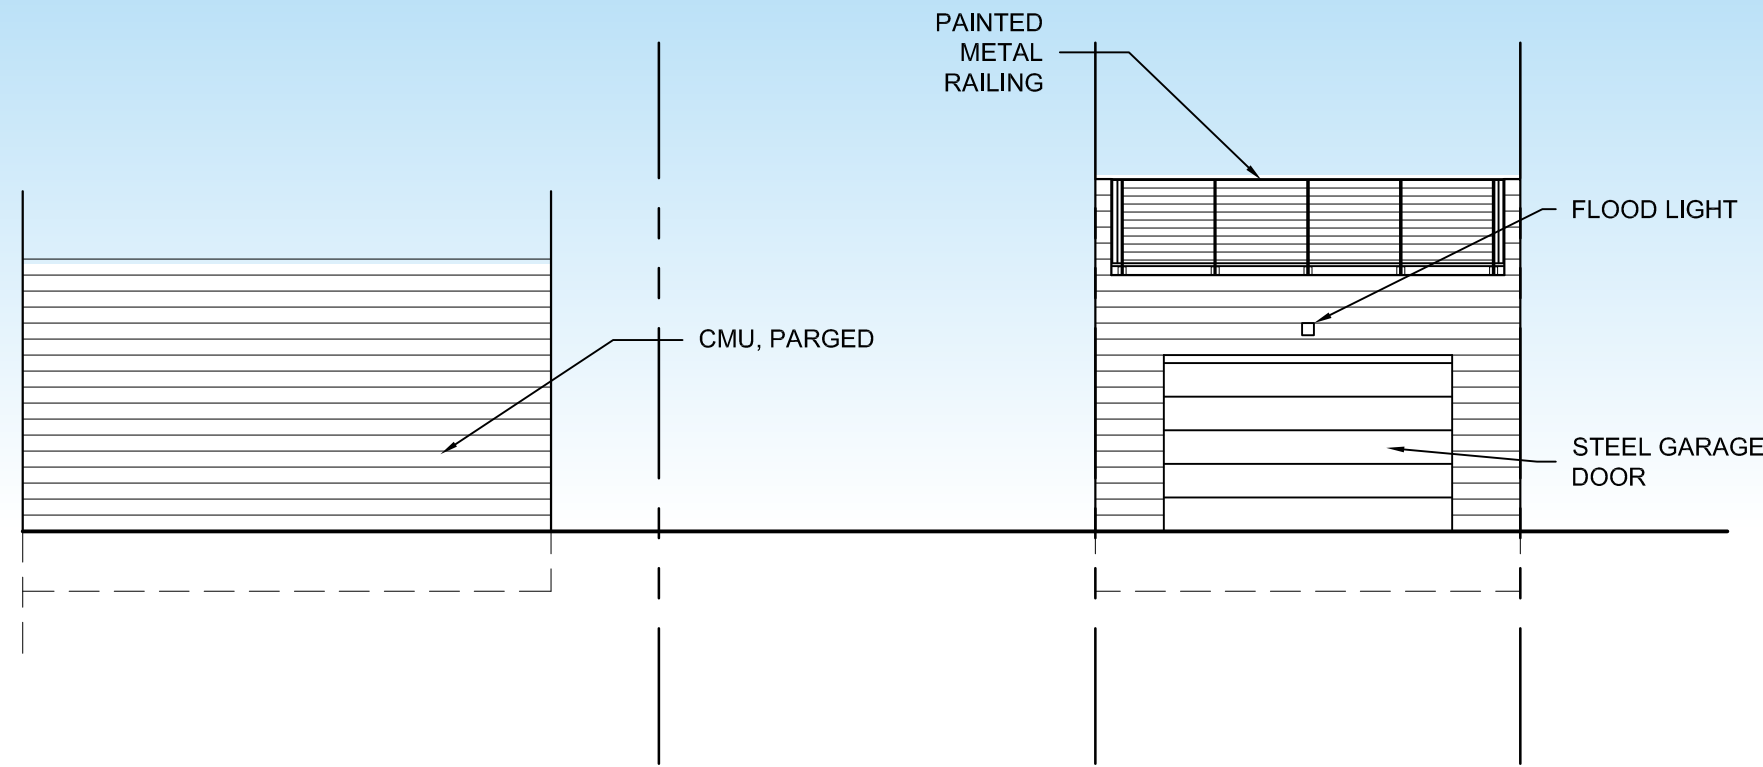 PAINTED
METAL
RAILING
FLOOD LIGHT
CMU, PARGED
STEEL GARAGE
DOOR